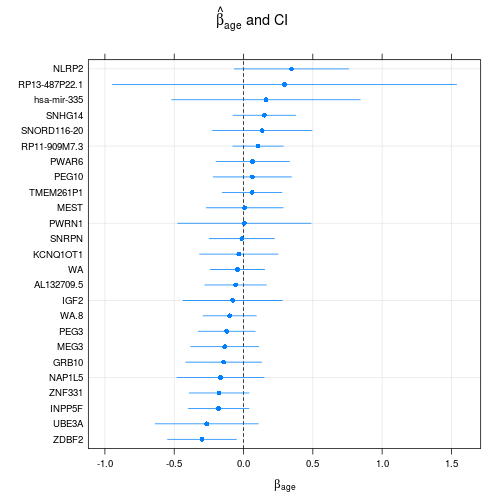 β̂age and CI
NLRP2
RP13-487P22.1
hsa-mir-335
SNHG14
SNORD116-20
RP11-909M7.3
PWAR6
PEG10
TMEM261P1
MEST
PWRN1
SNRPN
KCNQ1OT1
WA
AL132709.5
IGF2
WA.8
PEG3
MEG3
GRB10
NAP1L5
ZNF331
INPP5F
UBE3A
ZDBF2
-1.0 -0.5 0.0 0.5 1.0 1.5
βage